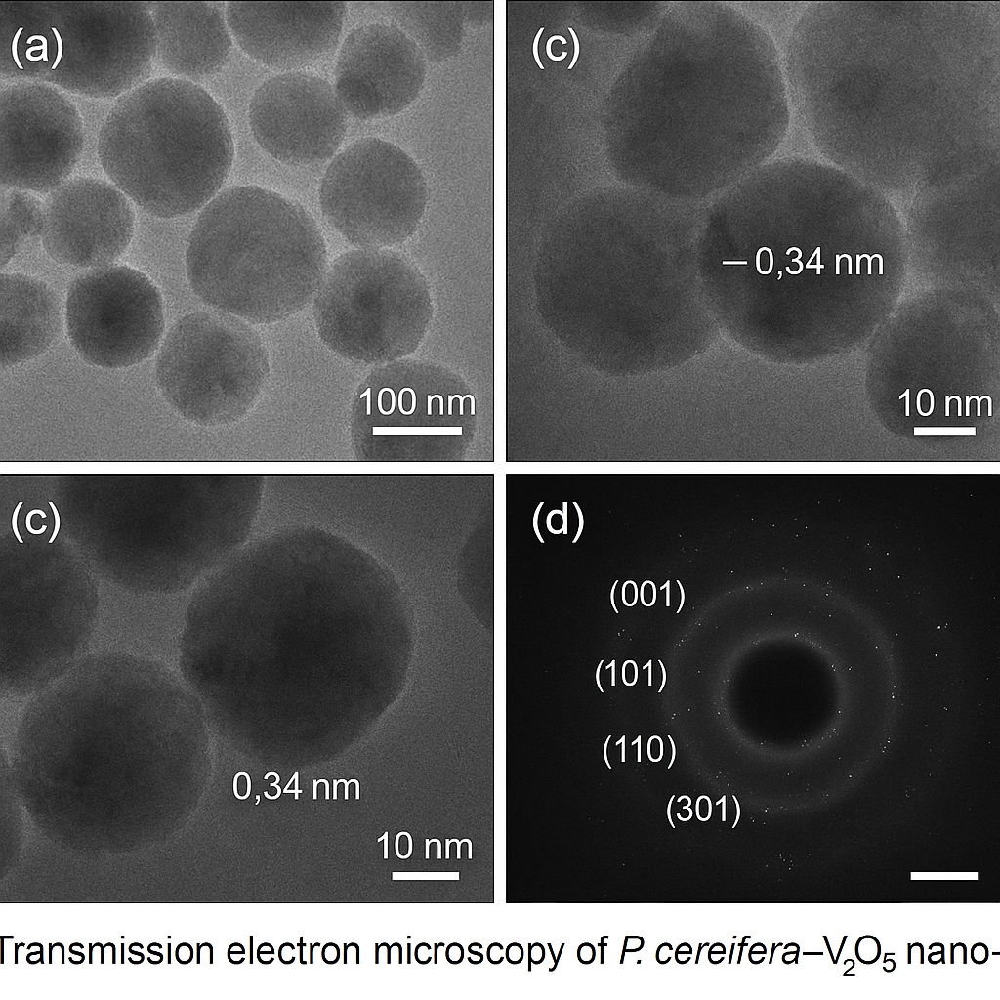 (a)
100 nm
(c)
0,34 nm
10 nm
(c)
0,34 nm
10 nm
(d)
(001)
(101)
(110)
(301)
Transmission electron microscopy of P. cereifera–V₂O₅ nano-